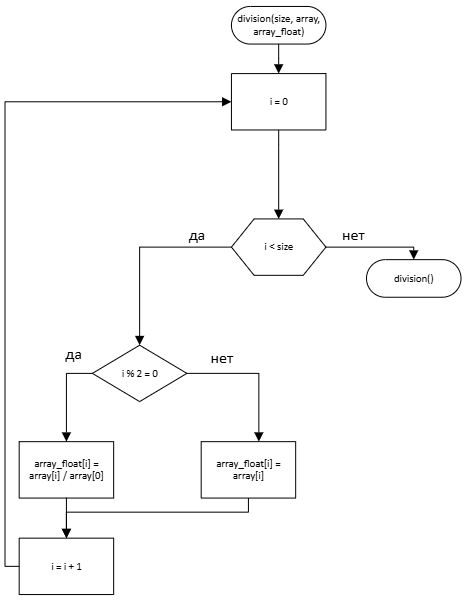 division(size, array,
array_float)
i = 0
да
i < size
нет
division()
да
i % 2 = 0
нет
array_float[i] =
array[i] / array[0]
array_float[i] =
array[i]
i = i + 1